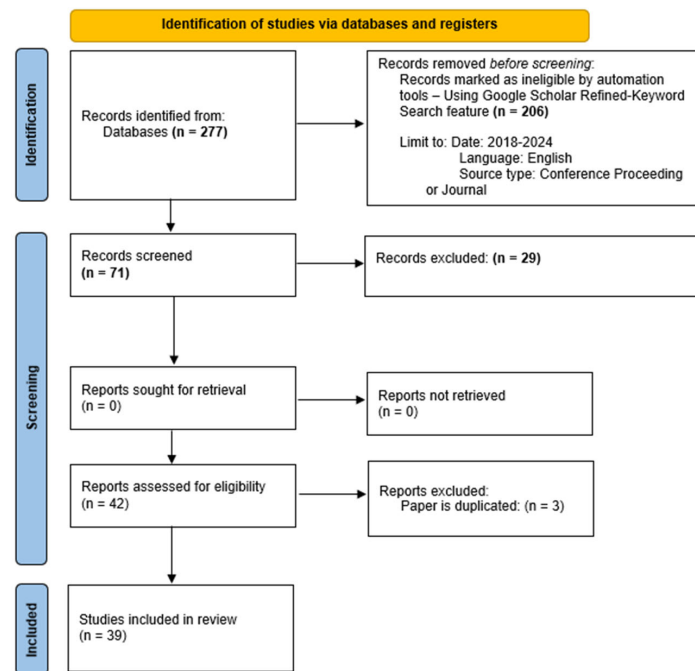 Identification of studies via databases and registers
Identification
Records identified from:
Databases (n = 277)
Records removed before screening:
Records marked as ineligible by automation
tools – Using Google Scholar Refined-Keyword
Search feature (n = 206)
Limit to: Date: 2018-2024
Language: English
Source type: Conference Proceeding
or Journal
Screening
Records screened
(n = 71)
Records excluded: (n = 29)
Reports sought for retrieval
(n = 0)
Reports not retrieved
(n = 0)
Reports assessed for eligibility
(n = 42)
Reports excluded:
Paper is duplicated: (n = 3)
Included
Studies included in review
(n = 39)